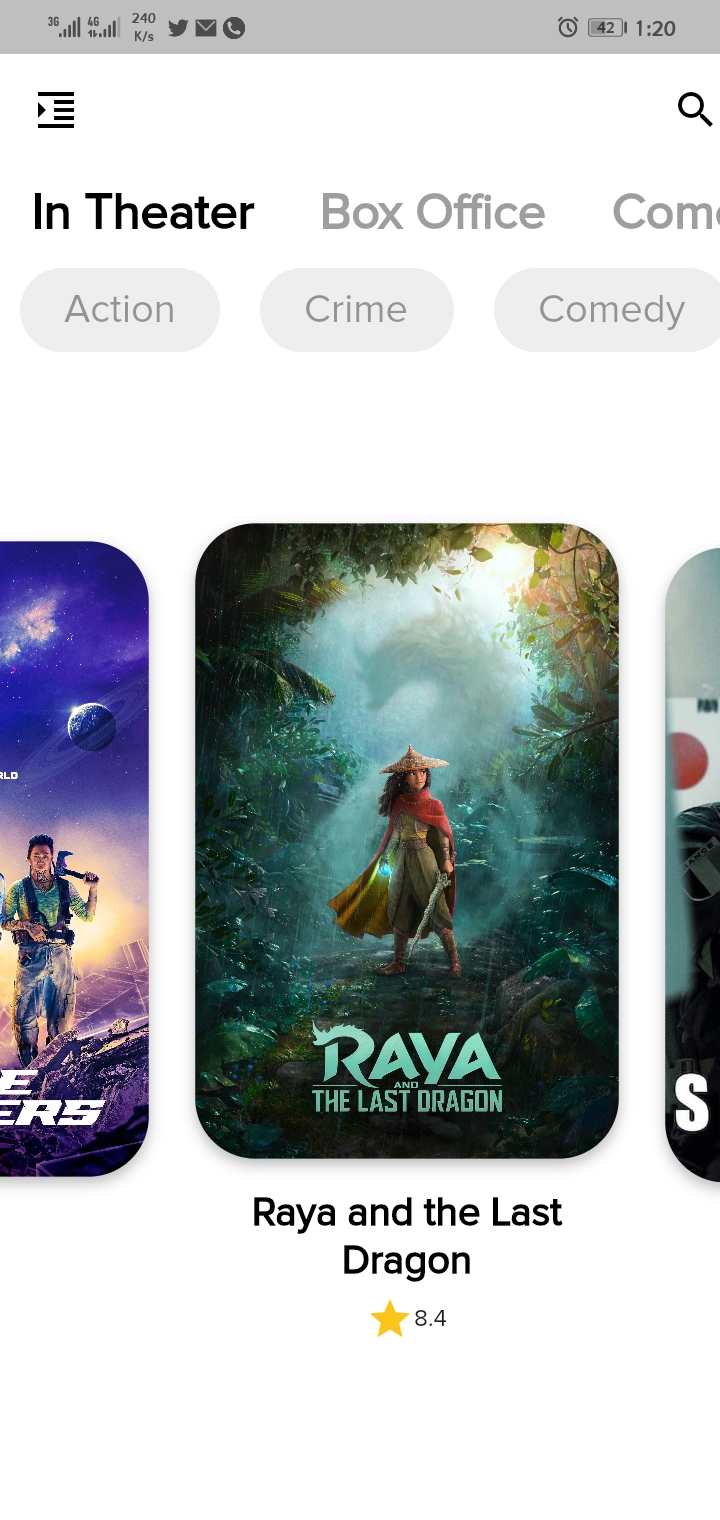 3G 4G 240 K/s 42 1:20
In Theater Box Office Com
Action Crime Comedy
RLD
E
ERS
RAYA
AND
THE LAST DRAGON
S
Raya and the Last
Dragon
8.4